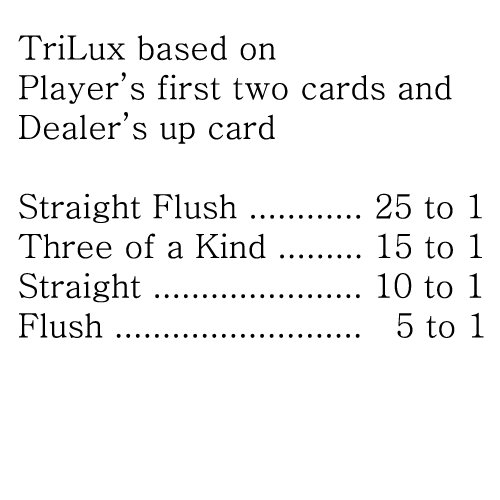 TriLux based on
Player’s first two cards and
Dealer’s up card
Straight Flush ............ 25 to 1
Three of a Kind ......... 15 to 1
Straight ...................... 10 to 1
Flush .......................... 5 to 1